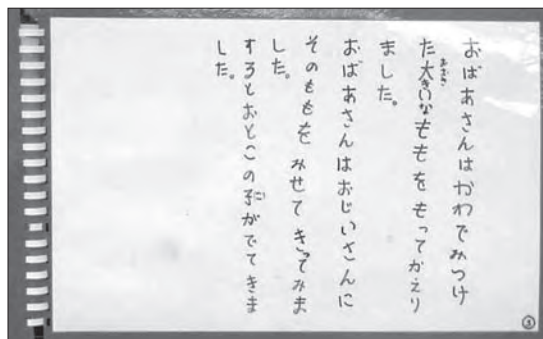 おばあさんはかわでみつけ
た大きいなももをもってかえり
ました。
おばあさんはおじいさんに
そのももを みせて きってみま
した。
するとおとこの子がでてきま
した。